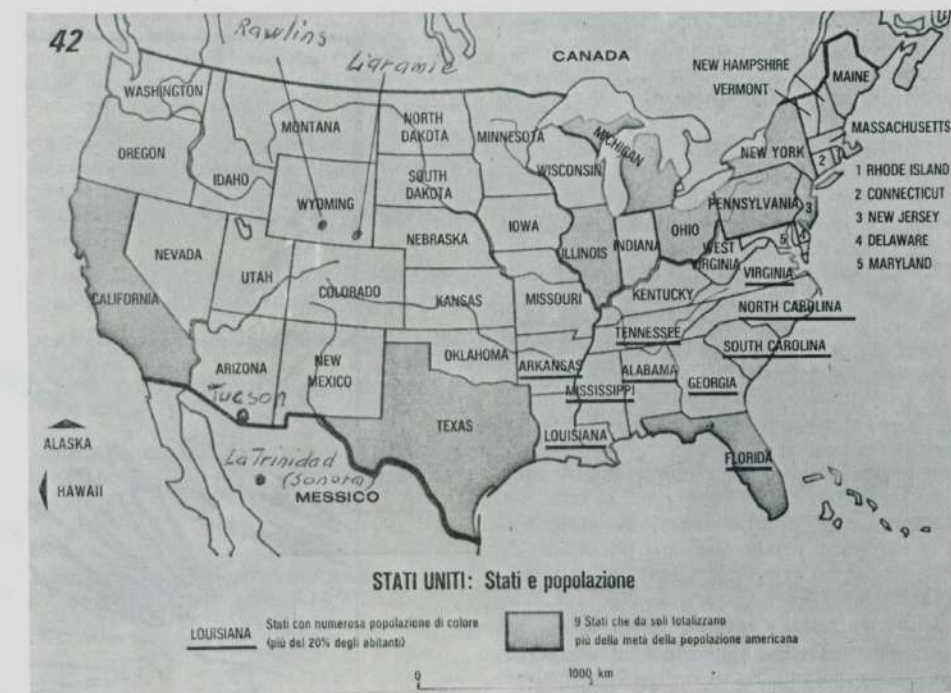 42
Rawlins
Laramie
CANADA
NEW HAMPSHIRE
VERMONT
MAINE
WASHINGTON
MONTANA
NORTH
DAKOTA
MINNESOTA
MICHIGAN
MASSACHUSETTS
OREGON
IDAHO
SOUTH
DAKOTA
WISCONSIN
NEW YORK
2
1 RHODE ISLAND
2 CONNECTICUT
3 NEW JERSEY
4 DELAWARE
5 MARYLAND
WYOMING
PENNSYLVANIA
3
IOWA
OHIO
NEBRASKA
ILLINOIS
INDIANA
5
4
WEST
VIRGINIA
NEVADA
UTAH
VIRGINIA
CALIFORNIA
COLORADO
KANSAS
MISSOURI
KENTUCKY
NORTH CAROLINA
TENNESSEE
SOUTH CAROLINA
OKLAHOMA
ARKANSAS
ARIZONA
NEW
MEXICO
ALABAMA
MISSISSIPPI
GEORGIA
Tucson
TEXAS
LOUISIANA
ALASKA
La Trinidad
(Sonora)
FLORIDA
HAWAII
MESSICO
STATI UNITI: Stati e popolazione
LOUISIANA
Stati con numerosa popolazione di colore
(più del 20% degli abitanti)
9 Stati che da soli totalizzano
più della metà della popolazione americana
0
1000 km